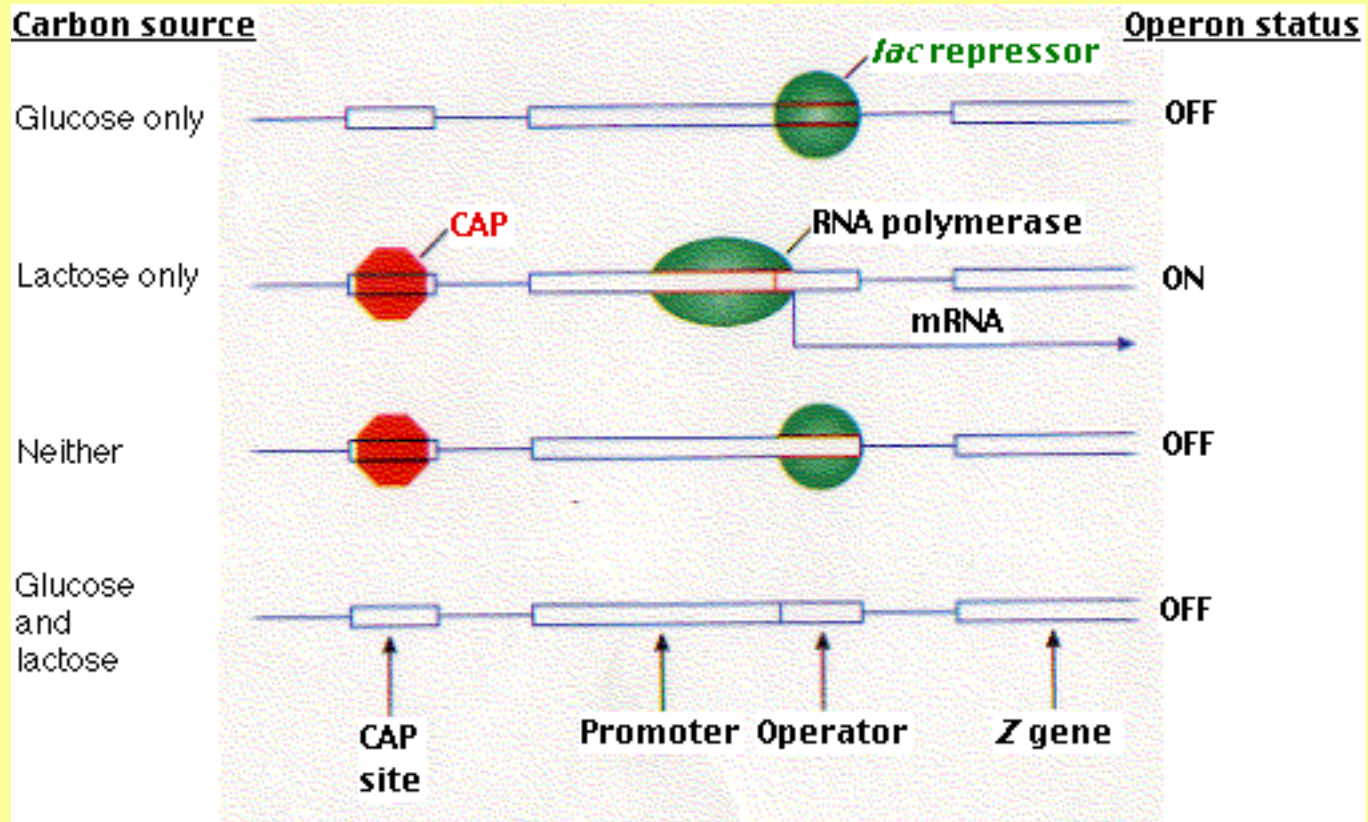 Carbon source
Operon status
lac repressor
Glucose only
OFF
CAP
RNA polymerase
Lactose only
ON
mRNA
Neither
OFF
Glucose
and
lactose
OFF
CAP
site
Promoter
Operator
Z gene